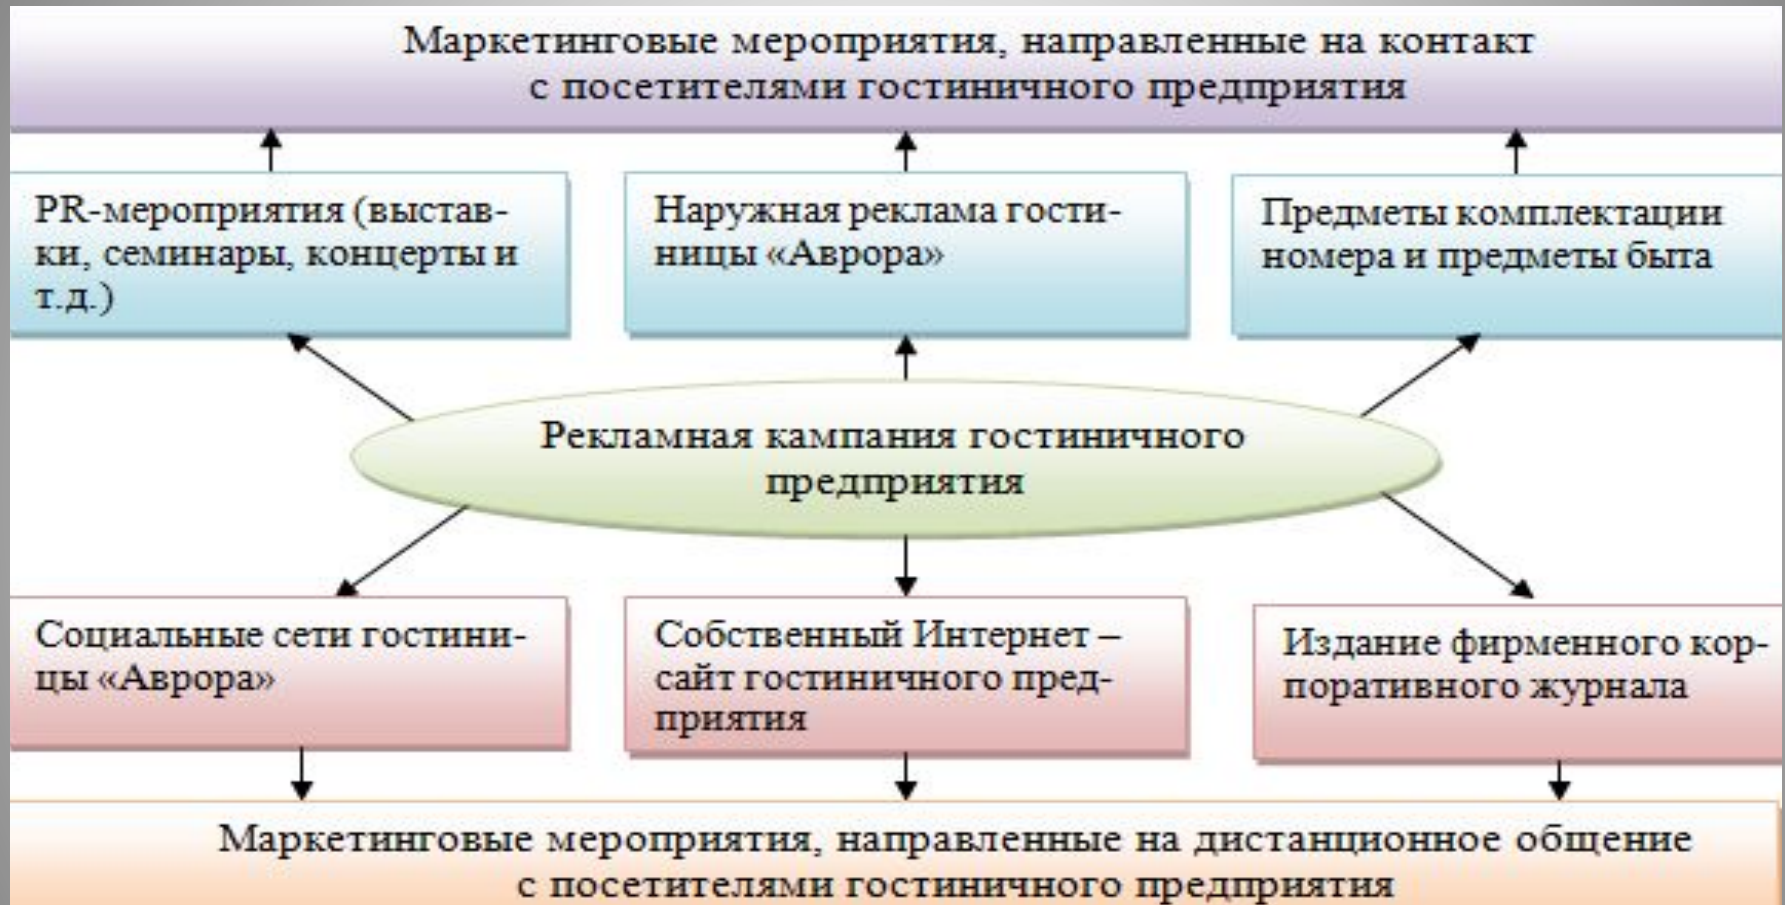 Маркетинговые мероприятия, направленные на контакт
с посетителями гостиничного предприятия
PR-мероприятия (выстав-
ки, семинары, концерты и
т.д.)
Наружная реклама гости-
ницы «Аврора»
Предметы комплектации
номера и предметы быта
Рекламная кампания гостиничного
предприятия
Социальные сети гостини-
цы «Аврора»
Собственный Интернет –
сайт гостиничного пред-
приятия
Издание фирменного кор-
поративного журнала
Маркетинговые мероприятия, направленные на дистанционное общение
с посетителями гостиничного предприятия